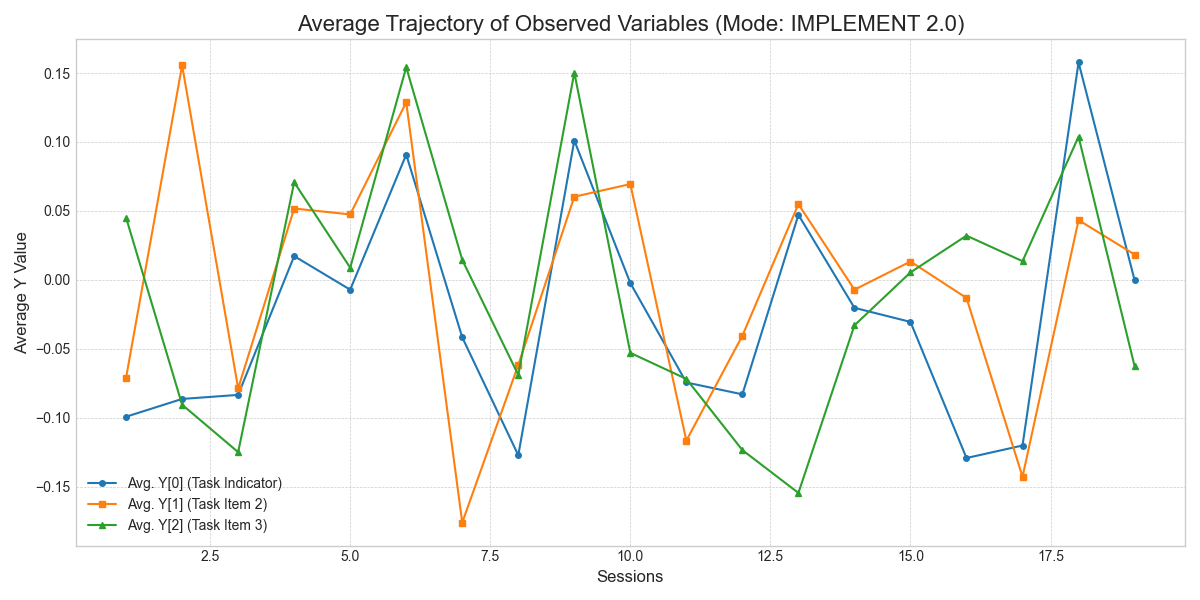 Average Trajectory of Observed Variables (Mode: IMPLEMENT 2.0)
Average Y Value
0.15
0.10
0.05
0.00
−0.05
−0.10
−0.15
Avg. Y[0] (Task Indicator)
Avg. Y[1] (Task Item 2)
Avg. Y[2] (Task Item 3)
2.5 5.0 7.5 10.0 12.5 15.0 17.5
Sessions